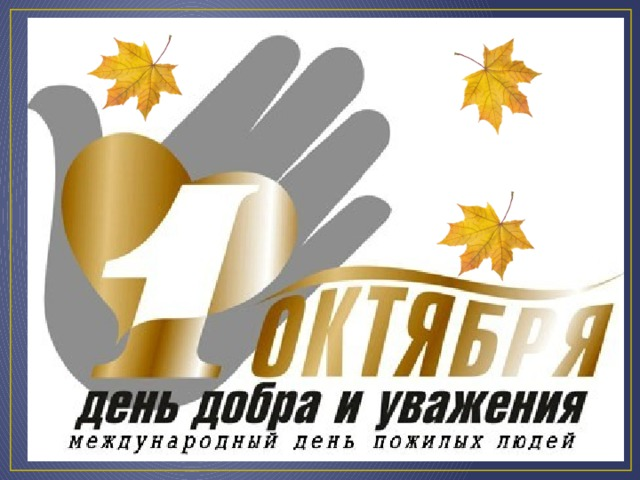 1 ОКТЯБРЯ
день добра и уважения
международный день пожилых людей